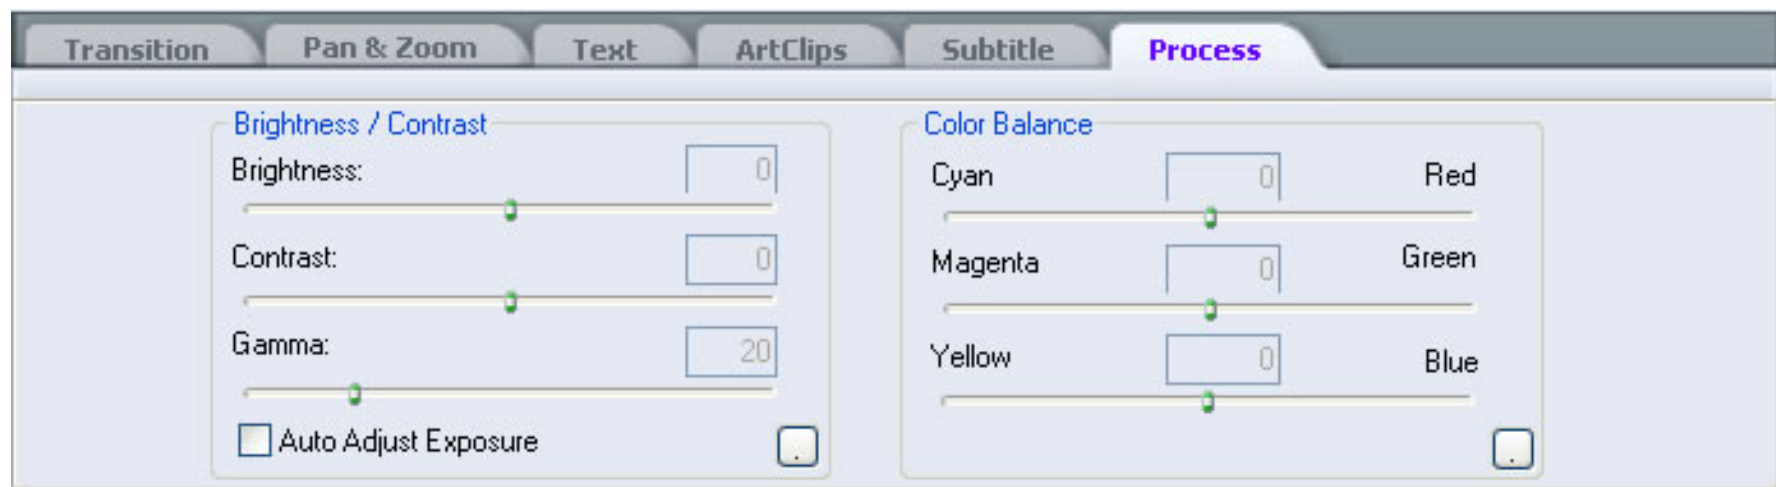 Transition Pan & Zoom Text ArtClips Subtitle Process
Brightness / Contrast
Brightness: 0
Contrast: 0
Gamma: 20
Auto Adjust Exposure .
Color Balance
Cyan 0 Red
Magenta 0 Green
Yellow 0 Blue
.